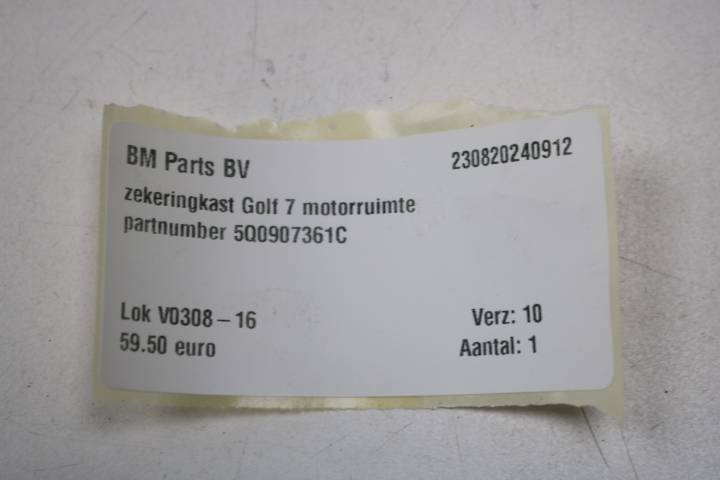 BM Parts BV
230820240912
zekeringkast Golf 7 motorruimte
partnumber 5Q0907361C
Lok V0308-16
Verz: 10
59.50 euro
Aantal: 1